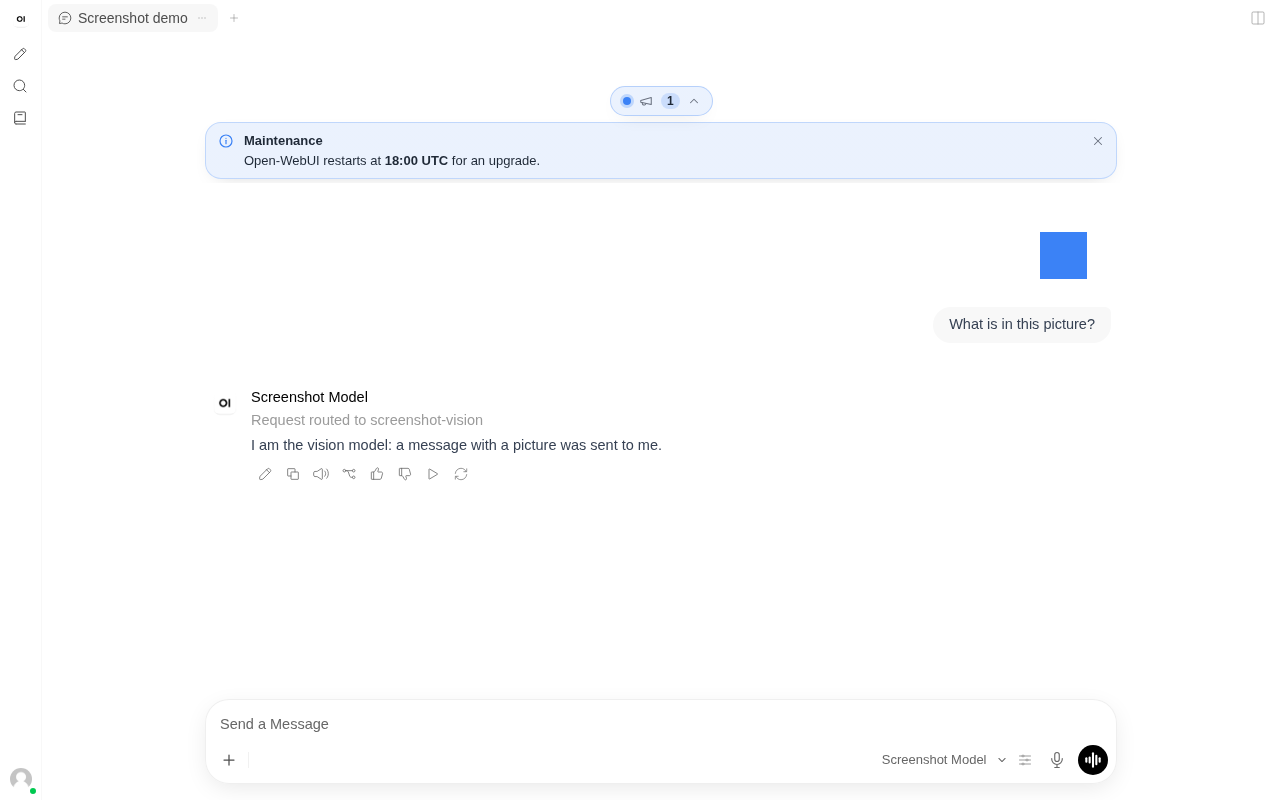 OI
Screenshot demo
1
Maintenance
Open-WebUI restarts at 18:00 UTC for an upgrade.
What is in this picture?
OI
Screenshot Model
Request routed to screenshot-vision
I am the vision model: a message with a picture was sent to me.
Send a Message
Screenshot Model